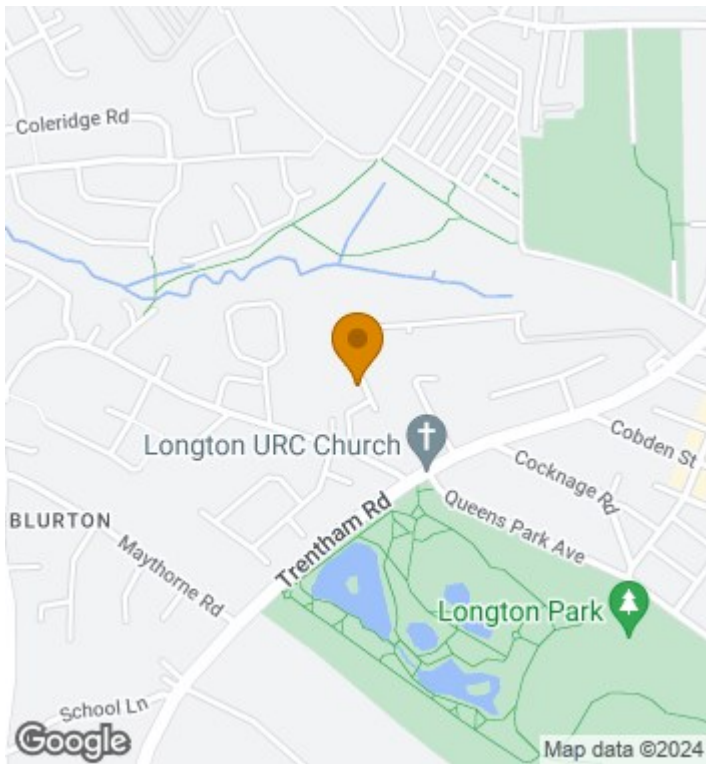 Coleridge Rd
Longton URC Church
Cobden St
Cocknage Rd
BLURTON
Trentham Rd
Queens Park Ave
Maythorne Rd
Longton Park
School Ln
Google
Map data ©2024